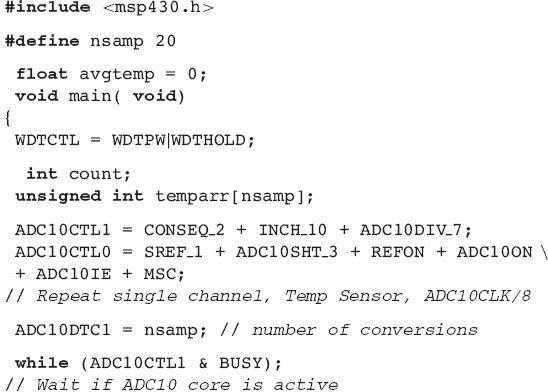 #include <msp430.h>
#define nsamp 20
float avgtemp = 0;
void main( void)
{
WDTCTL = WDTPW|WDTHOLD;
int count;
unsigned int temparr[nsamp];
ADC10CTL1 = CONSEQ_2 + INCH_10 + ADC10DIV_7;
ADC10CTL0 = SREF_1 + ADC10SHT_3 + REFON + ADC10ON \
+ ADC10IE + MSC;
// Repeat single channel, Temp Sensor, ADC10CLK/8
ADC10DTC1 = nsamp; // number of conversions
while (ADC10CTL1 & BUSY);
// Wait if ADC10 core is active